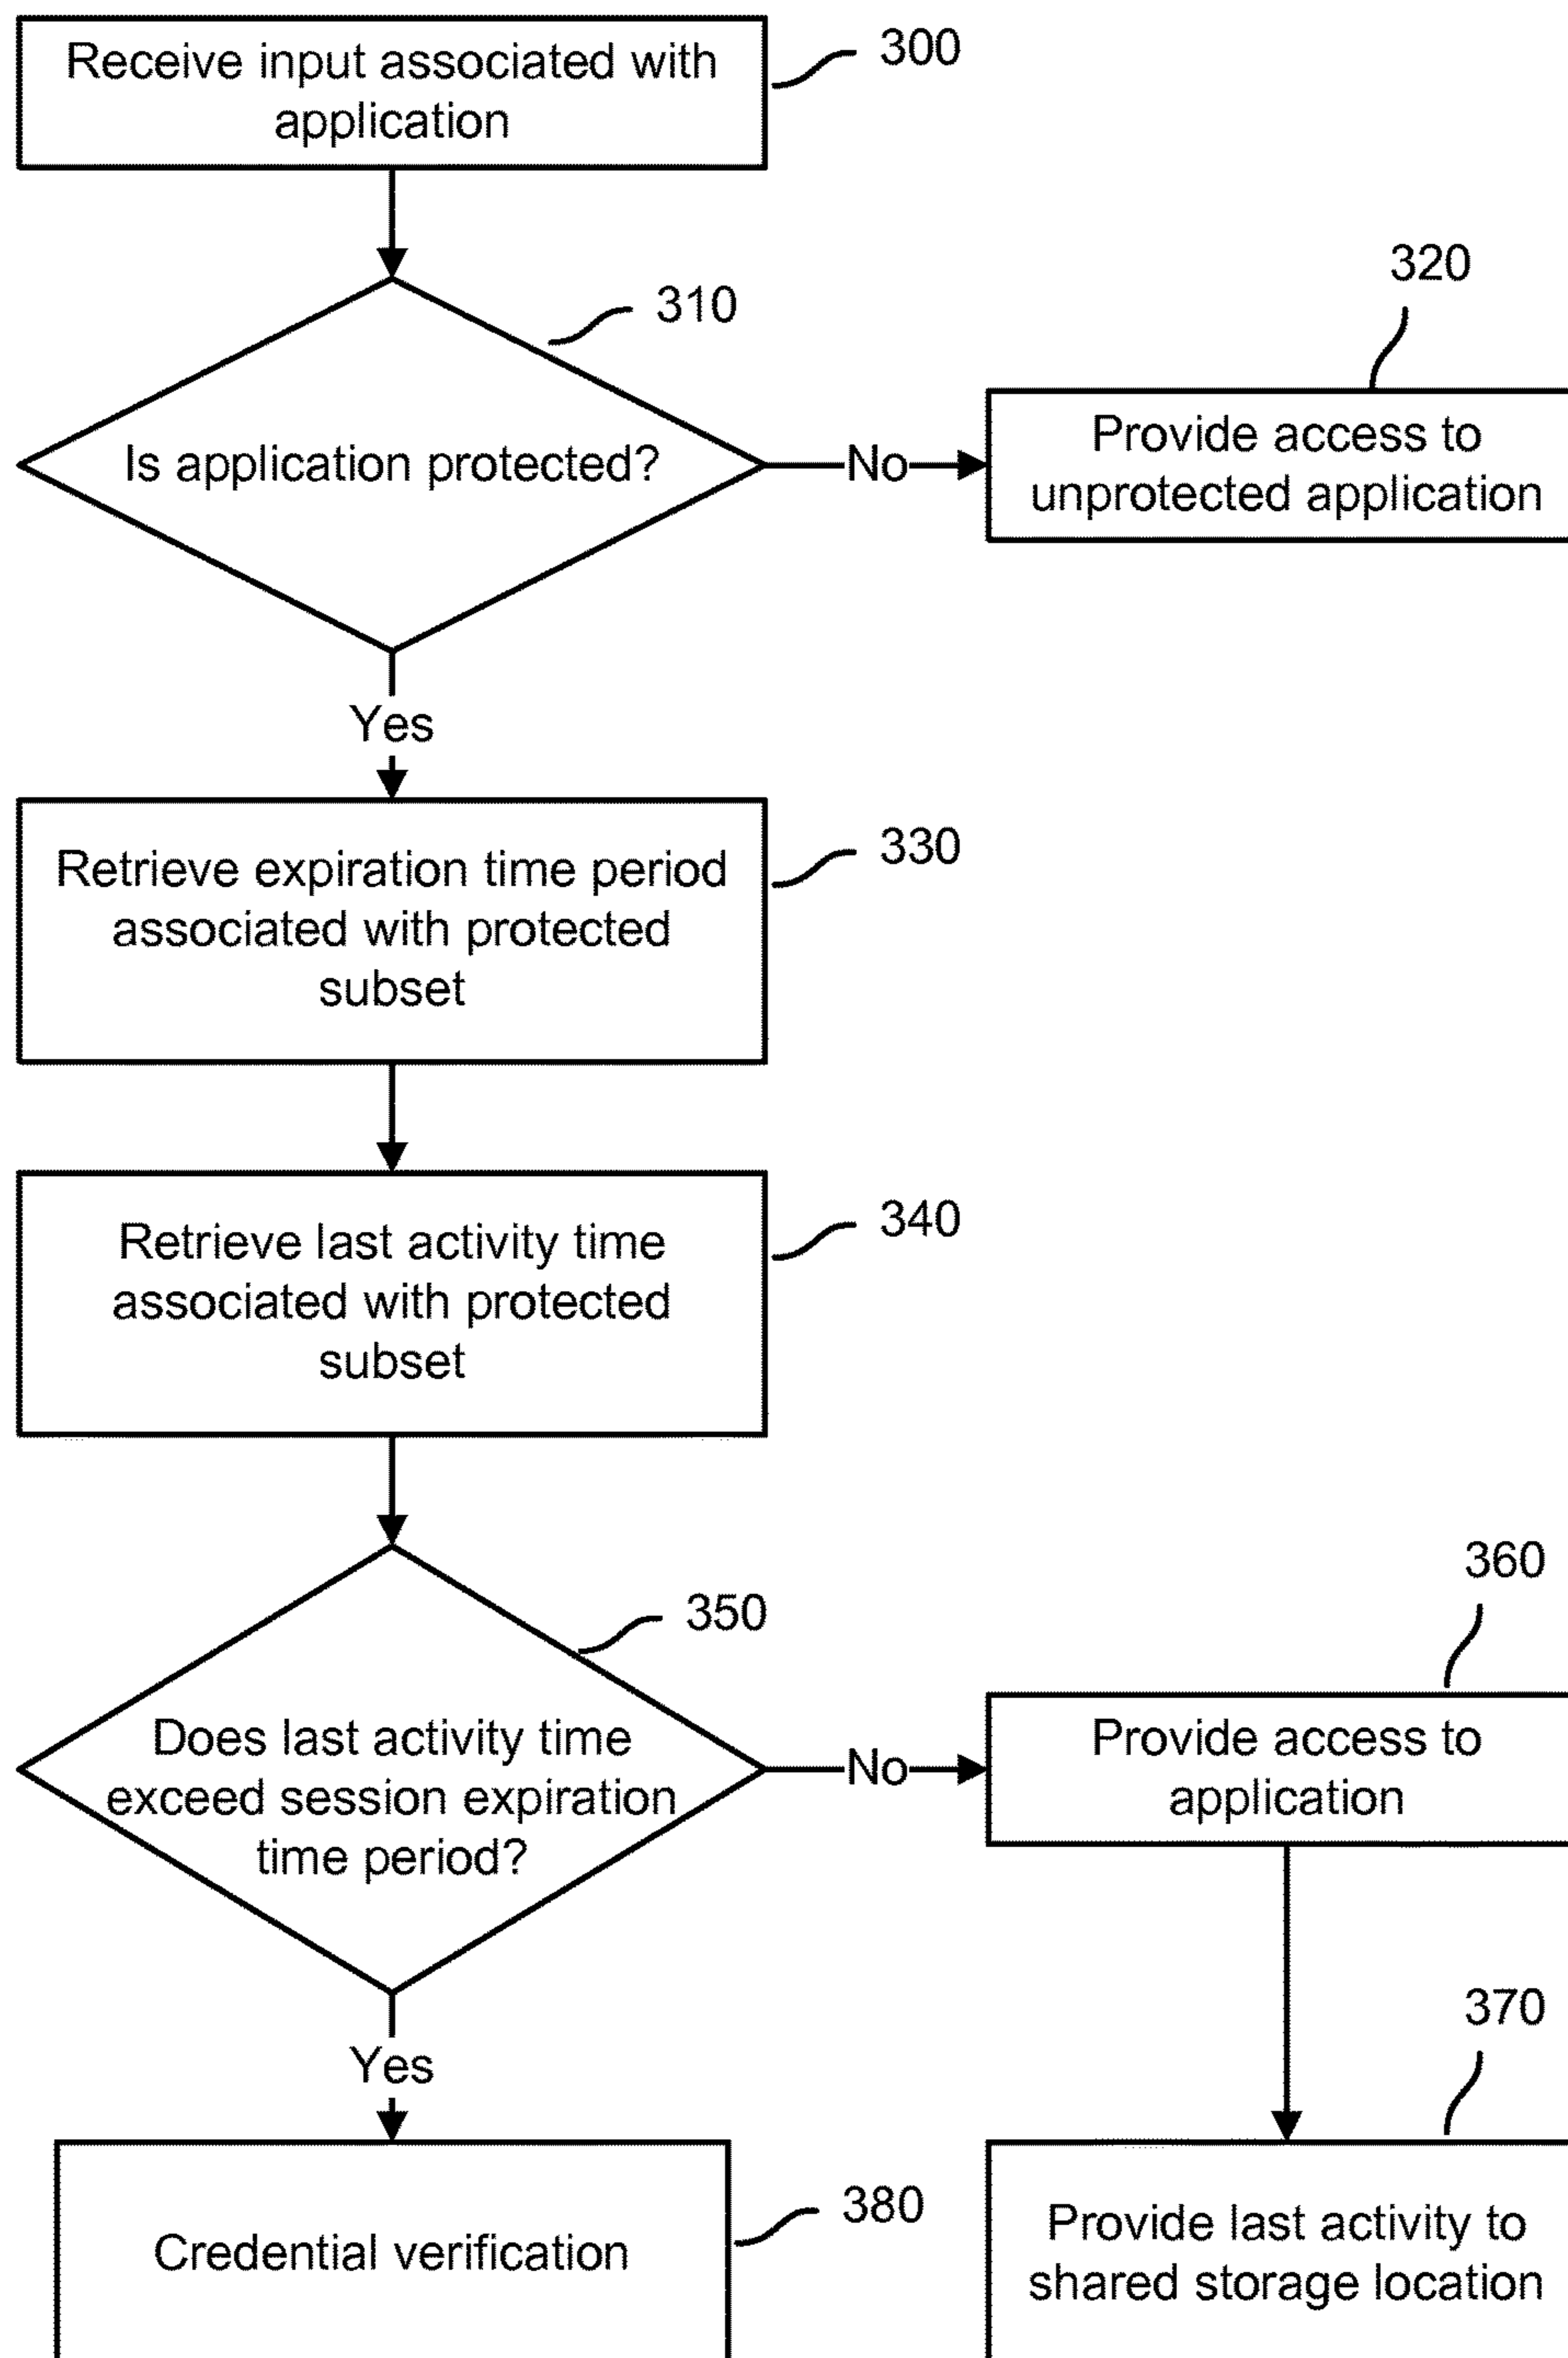 Receive input associated with
application
300
310
320
Is application protected?
No
Provide access to
unprotected application
Yes
Retrieve expiration time period
associated with protected
subset
330
Retrieve last activity time
associated with protected
subset
340
350
360
Does last activity time
exceed session expiration
time period?
No
Provide access to
application
Yes
370
Credential verification
380
Provide last activity to
shared storage location